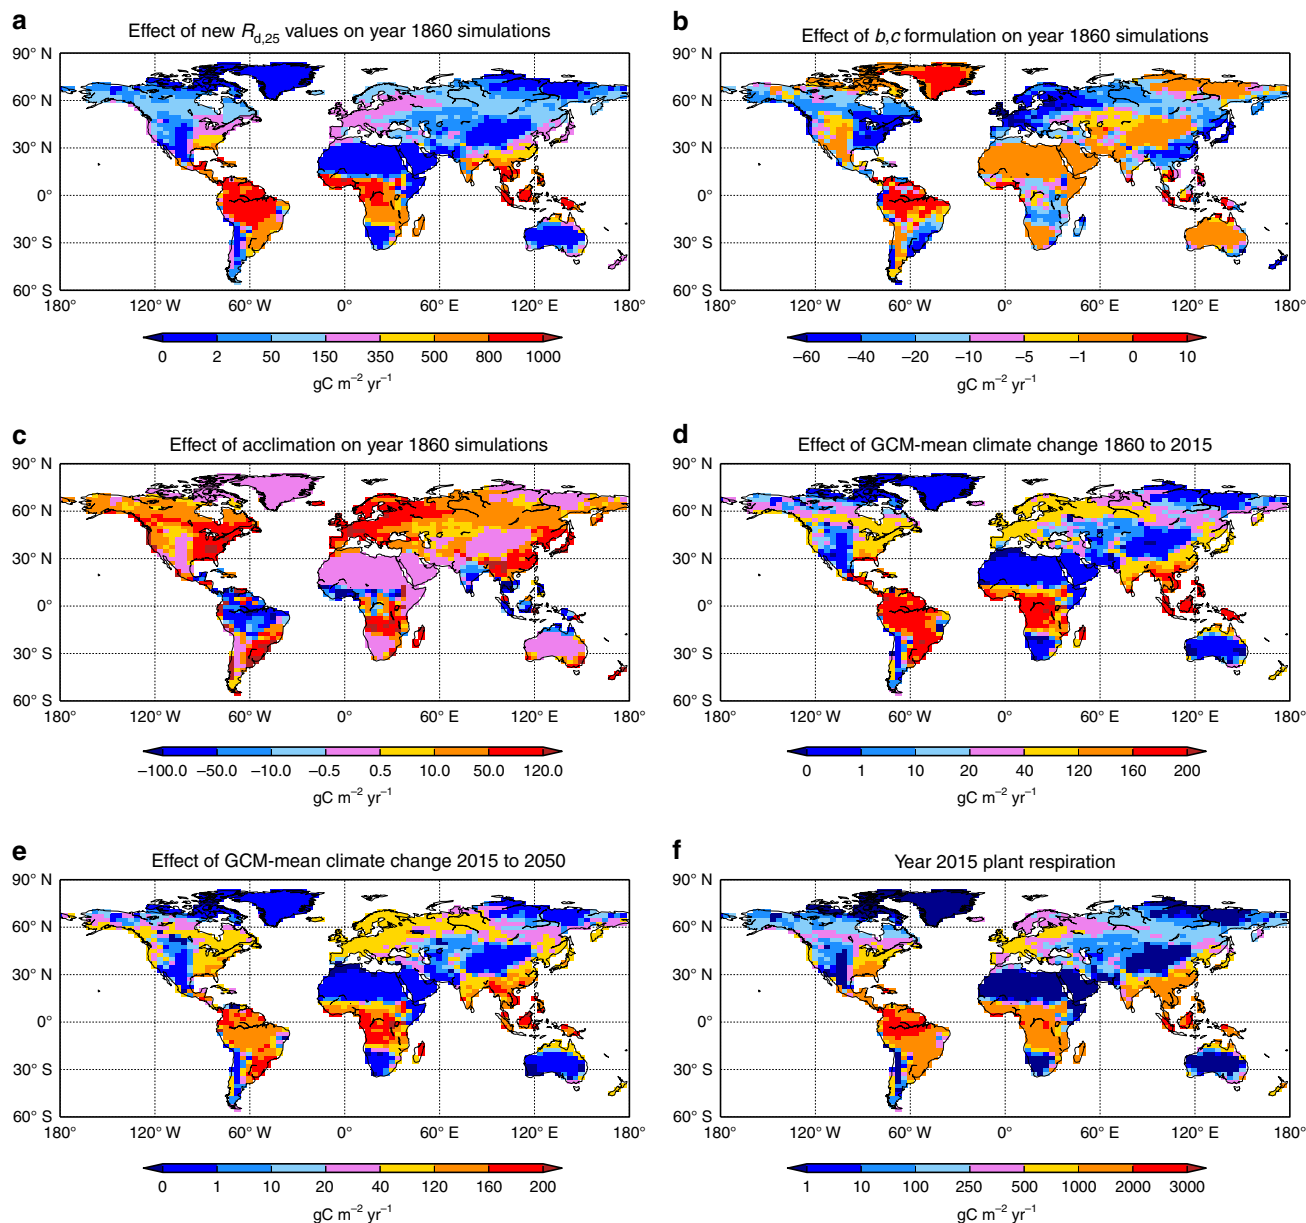 a
Effect of new R_d,25 values on year 1860 simulations
90° N
60° N
30° N
0°
30° S
60° S
180° 120° W 60° W 0° 60° E 120° E 180°
0 2 50 150 350 500 800 1000
gC m⁻² yr⁻¹
b
Effect of b,c formulation on year 1860 simulations
90° N
60° N
30° N
0°
30° S
60° S
180° 120° W 60° W 0° 60° E 120° E 180°
−60 −40 −20 −10 −5 −1 0 10
gC m⁻² yr⁻¹
c
Effect of acclimation on year 1860 simulations
90° N
60° N
30° N
0°
30° S
60° S
180° 120° W 60° W 0° 60° E 120° E 180°
−100.0 −50.0 −10.0 −0.5 0.5 10.0 50.0 120.0
gC m⁻² yr⁻¹
d
Effect of GCM-mean climate change 1860 to 2015
90° N
60° N
30° N
0°
30° S
60° S
180° 120° W 60° W 0° 60° E 120° E 180°
0 1 10 20 40 120 160 200
gC m⁻² yr⁻¹
e
Effect of GCM-mean climate change 2015 to 2050
90° N
60° N
30° N
0°
30° S
60° S
180° 120° W 60° W 0° 60° E 120° E 180°
0 1 10 20 40 120 160 200
gC m⁻² yr⁻¹
f
Year 2015 plant respiration
90° N
60° N
30° N
0°
30° S
60° S
180° 120° W 60° W 0° 60° E 120° E 180°
1 10 100 250 500 1000 2000 3000
gC m⁻² yr⁻¹